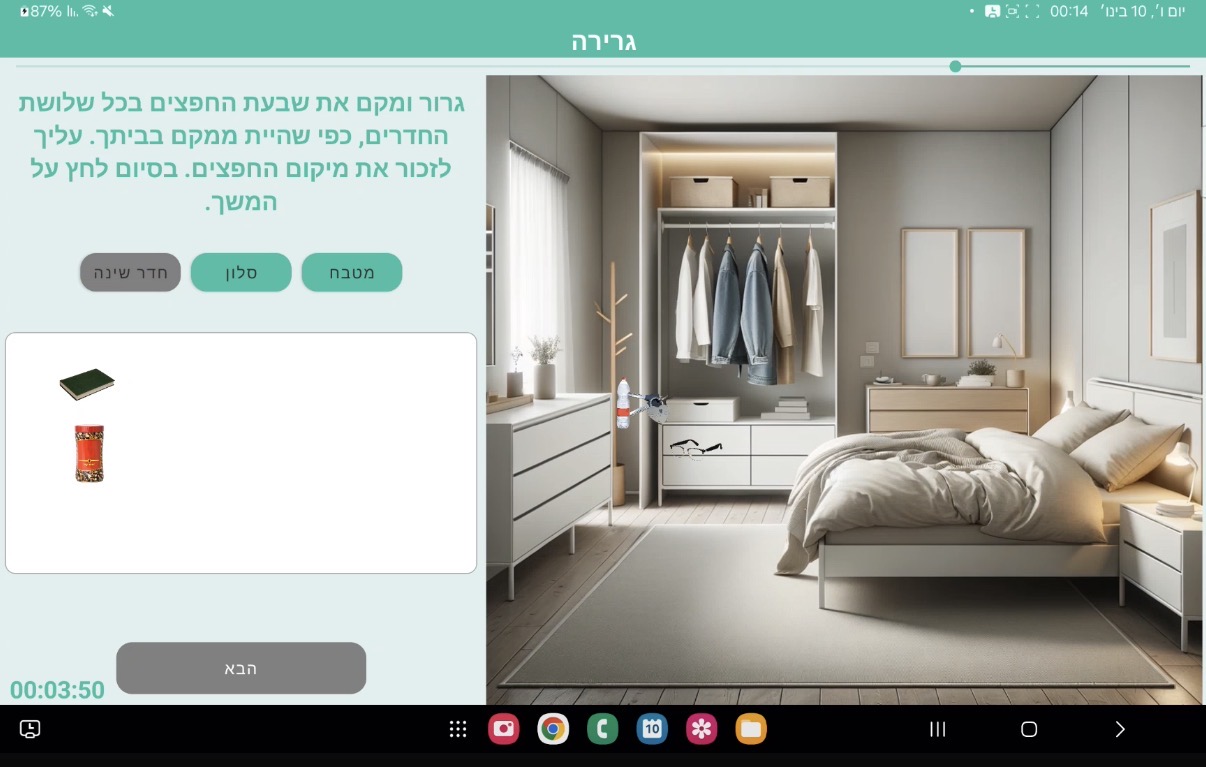 87%
00:14 יום ו׳, 10 בינו׳
גרירה
גרור ומקם את שבעת החפצים בכל שלושת
החדרים, כפי שהיית ממקם בביתך. עליך
לזכור את מיקום החפצים. בסיום לחץ על
המשך.
מטבח
סלון
חדר שינה
הבא
00:03:50
10